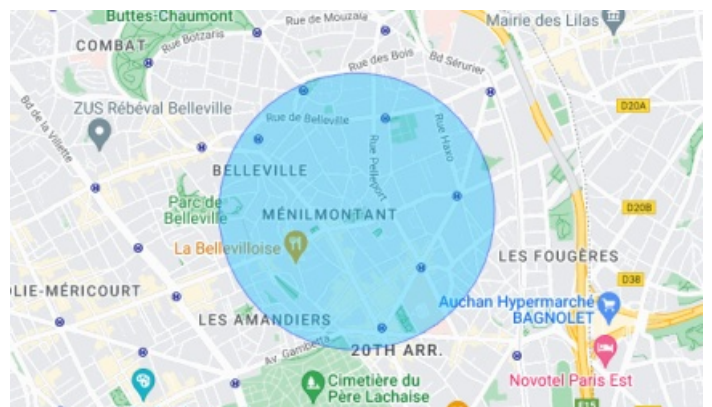 Buttes-Chaumont
Rue de Mouzaïa
Mairie des Lilas
COMBAT
Rue Botzaris
Rue des Bois
Bd Sérurier
Bd de la Villette
ZUS Rébéval Belleville
D20A
Rue de Belleville
Rue Pelleport
Rue Haxo
BELLEVILLE
Parc de
Belleville
MÉNILMONTANT
D20B
La Bellevilloise
LES FOUGÈRES
D38
OLIE-MÉRICOURT
Auchan Hypermarché
BAGNOLET
LES AMANDIERS
Av. Gambetta
20TH ARR.
Novotel Paris Est
Cimetière du
Père Lachaise
E15